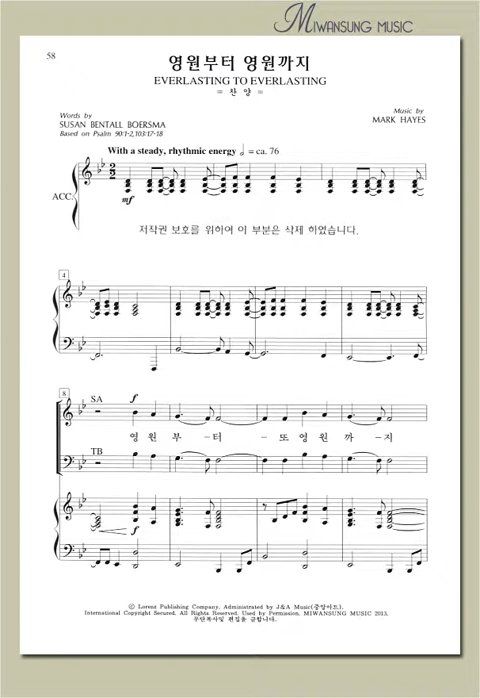 MIWANSUNG MUSIC
58
영원부터 영원까지
EVERLASTING TO EVERLASTING
= 찬 양 =
Words by
SUSAN BENTALL BOERSMA
Based on Psalm 90:1-2, 103:17-18
Music by
MARK HAYES
With a steady, rhythmic energy 𝅗𝅥 = ca. 76
ACC.
mf
저작권 보호를 위하여 이 부분은 삭제 하였습니다.
4
8
SA
f
영 원 부 - 터 - 또 영 원 까 - 지
TB
f
© Lorenz Publishing Company. Administered by J&A Music(중앙아트).
International Copyright Secured. All Rights Reserved. Used by Permission. MIWANSUNG MUSIC 2013.
무단복사및 편집을 금합니다.